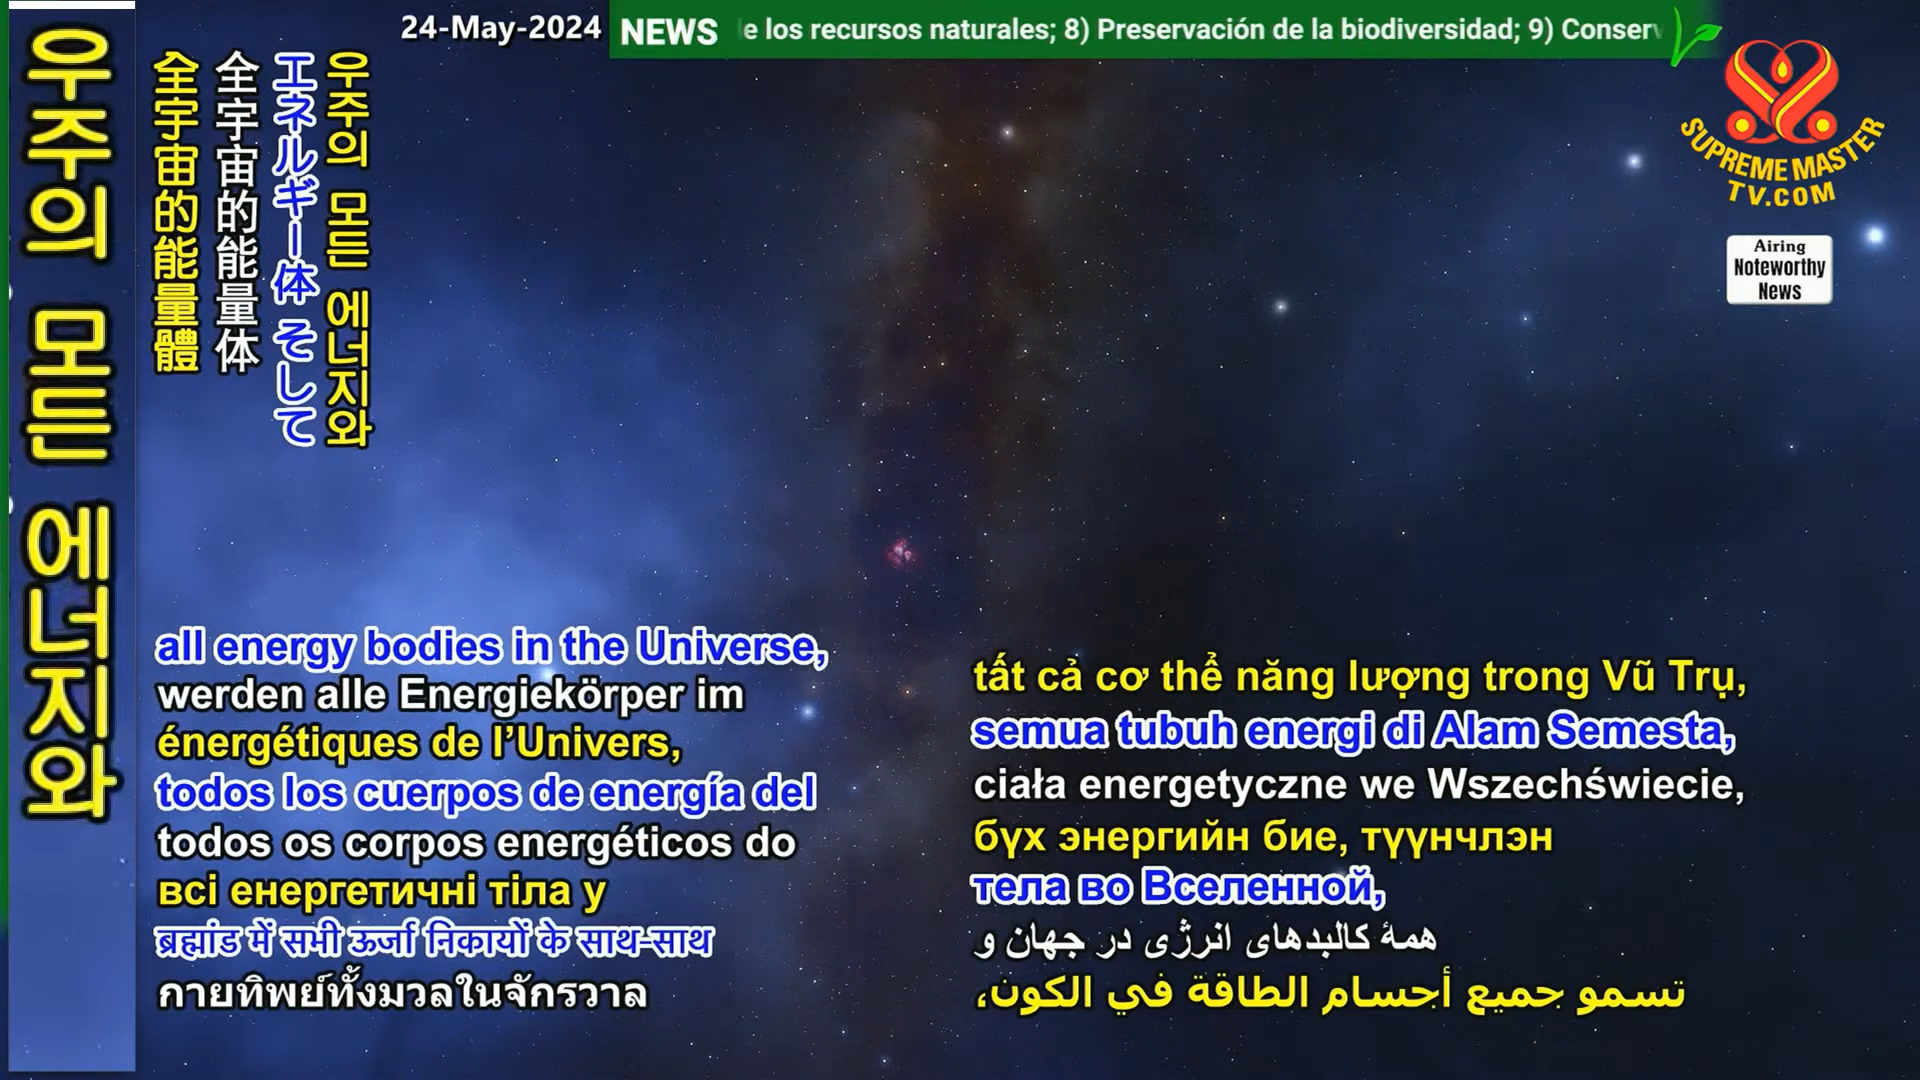 24-May-2024
NEWS
e los recursos naturales; 8) Preservación de la biodiversidad; 9) Conserv
SUPREME MASTER
TV.COM
Airing
Noteworthy
News
우주의 모든 에너지와
全宇宙的能量體
全宇宙的能量体
エネルギー体 そして
우주의 모든 에너지와
all energy bodies in the Universe,
werden alle Energiekörper im
énergétiques de l’Univers,
todos los cuerpos de energía del
todos os corpos energéticos do
всі енергетичні тіла у
ब्रह्मांड में सभी ऊर्जा निकायों के साथ-साथ
กายทิพย์ทั้งมวลในจักรวาล
tất cả cơ thể năng lượng trong Vũ Trụ,
semua tubuh energi di Alam Semesta,
ciała energetyczne we Wszechświecie,
бүх энергийн бие, түүнчлэн
тела во Вселенной,
همهٔ کالبدهای انرژی در جهان و
تسمو جميع أجسام الطاقة في الكون،